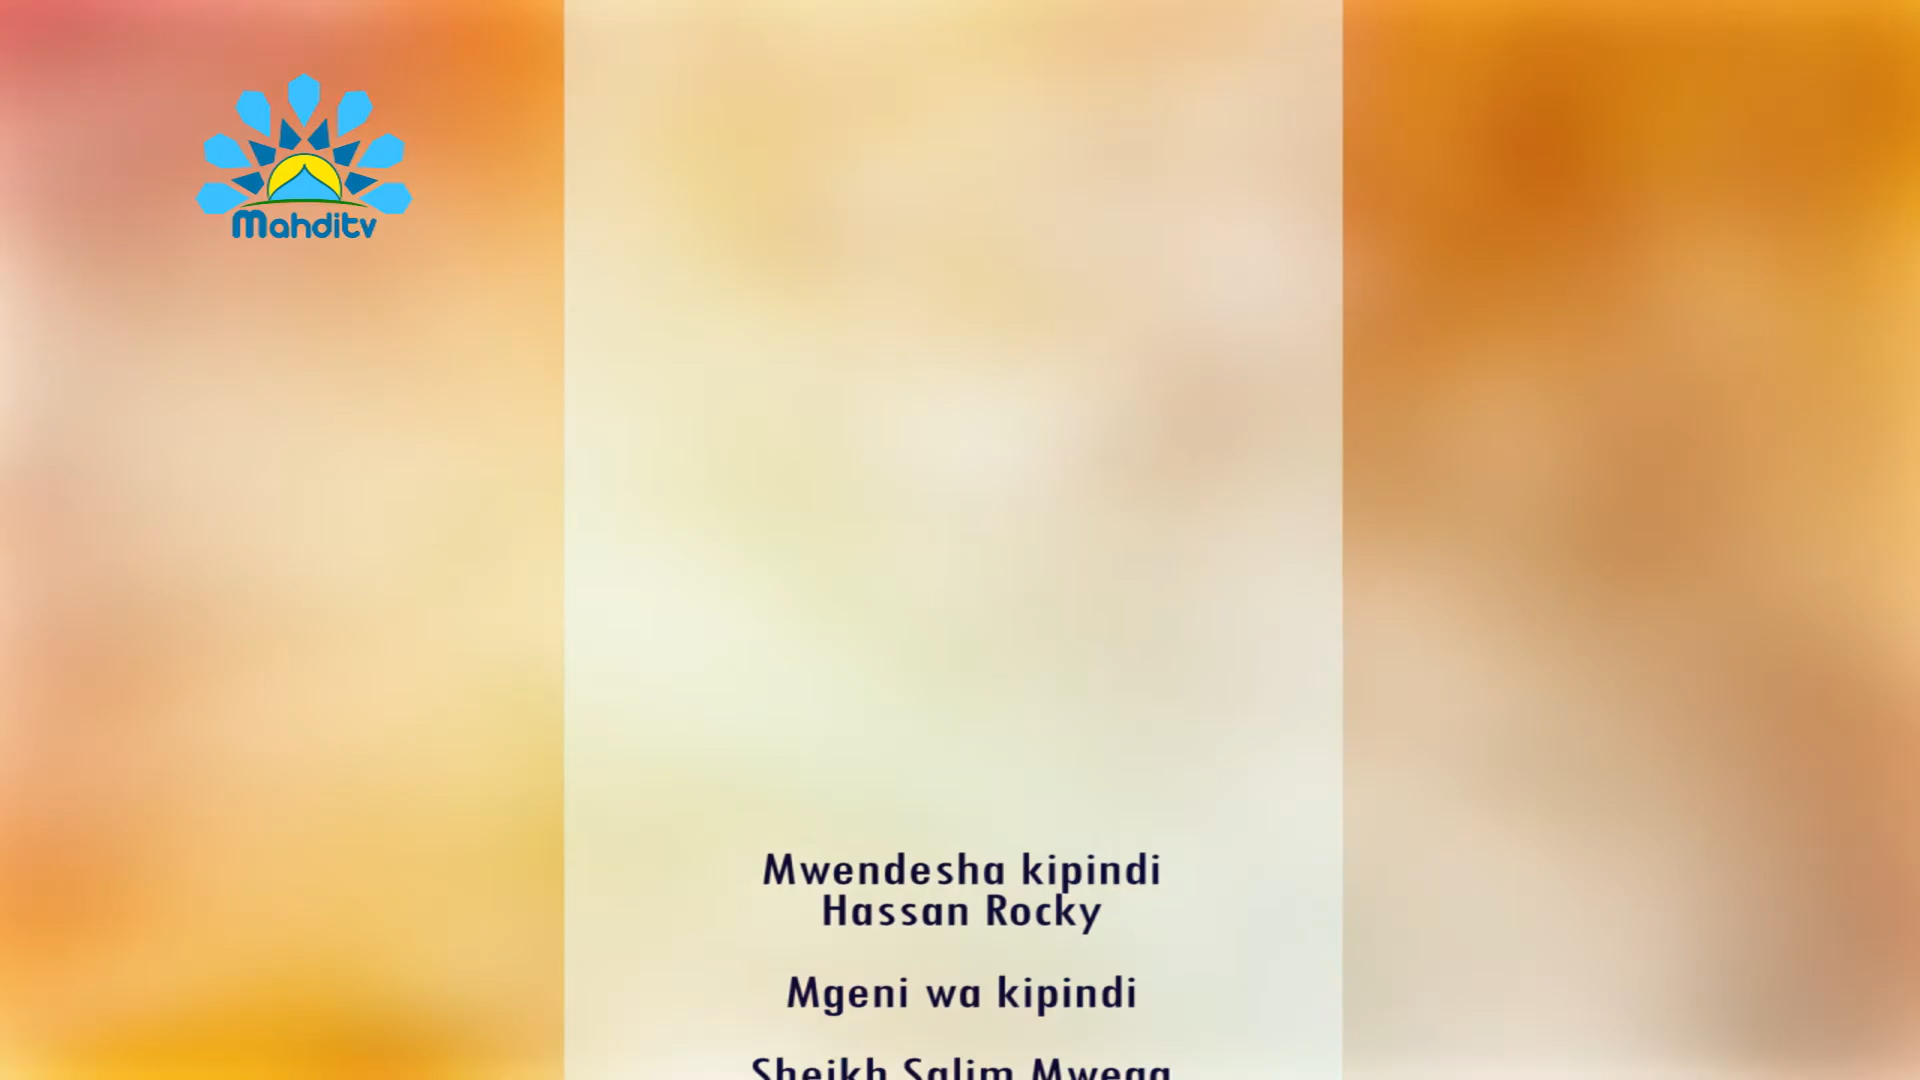 Mahditv
Mwendesha kipindi
Hassan Rocky
Mgeni wa kipindi
Sheikh Salim